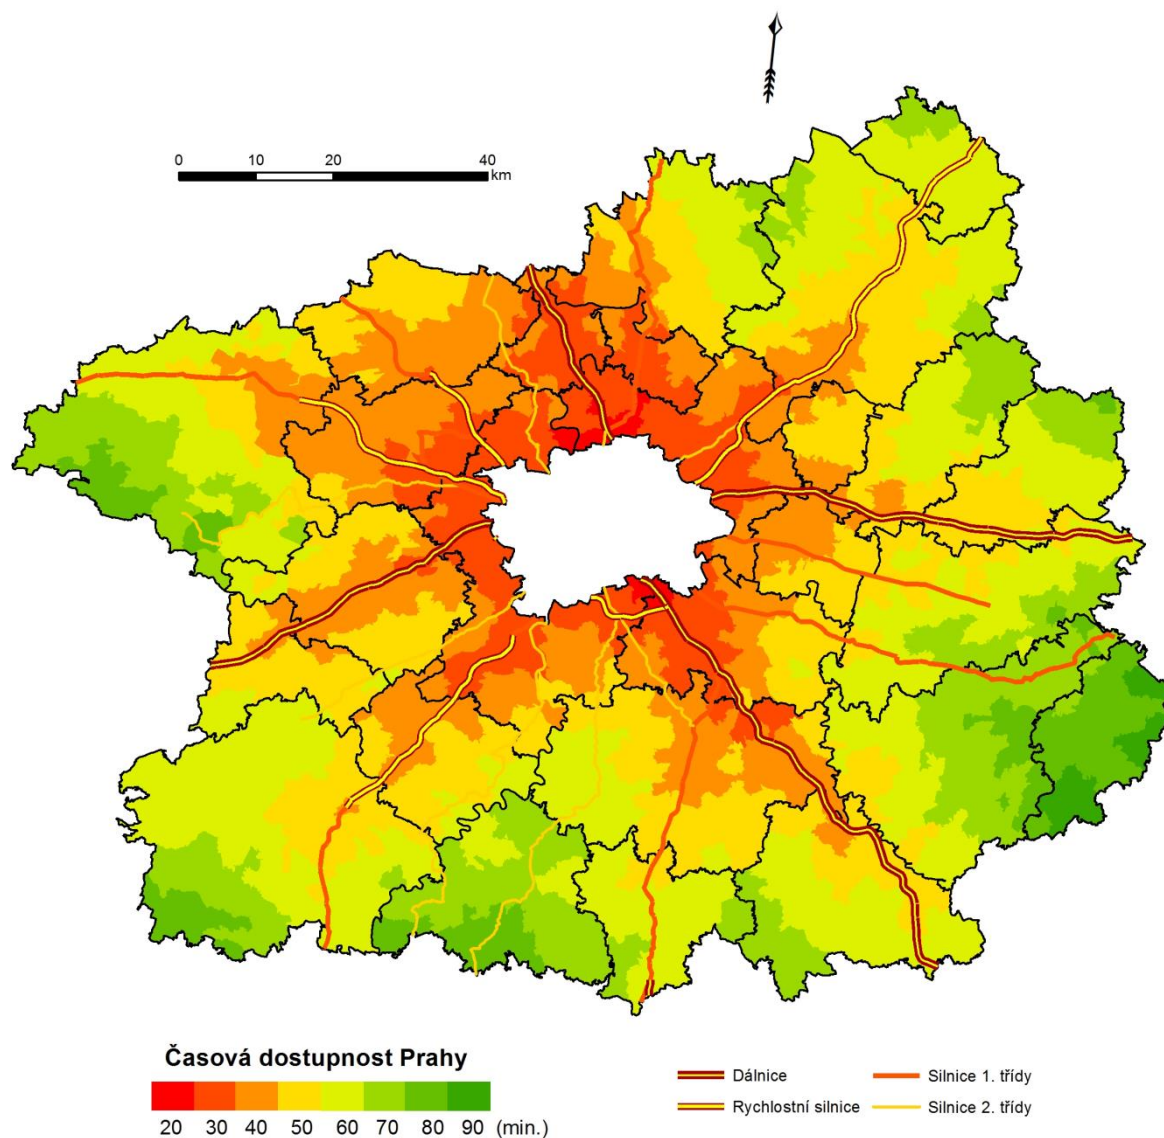 0 10 20 40
km
Časová dostupnost Prahy
20 30 40 50 60 70 80 90 (min.)
Dálnice
Rychlostní silnice
Silnice 1. třídy
Silnice 2. třídy